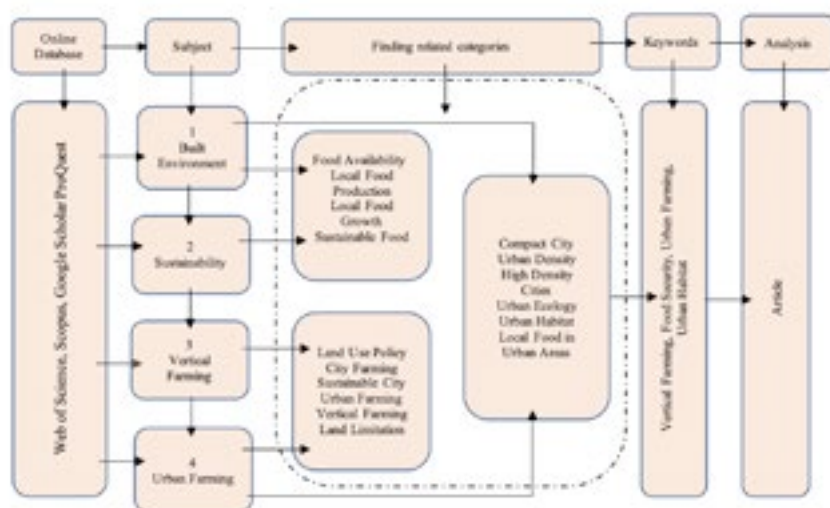 Online
Database
Subject
Finding related categories
Keywords
Analysis
Web of Science, Scopus, Google Scholar ProQuest
1
Built
Environment
2
Sustainability
3
Vertical
Farming
4
Urban Farming
Food Availability
Local Food
Production
Local Food
Growth
Sustainable Food
Land Use Policy
City Farming
Sustainable City
Urban Farming
Vertical Farming
Land Limitation
Compact City
Urban Density
High Density
Cities
Urban Ecology
Urban Habitat
Local Food in
Urban Areas
Vertical Farming, Food Security, Urban Farming,
Urban Habitat
Article